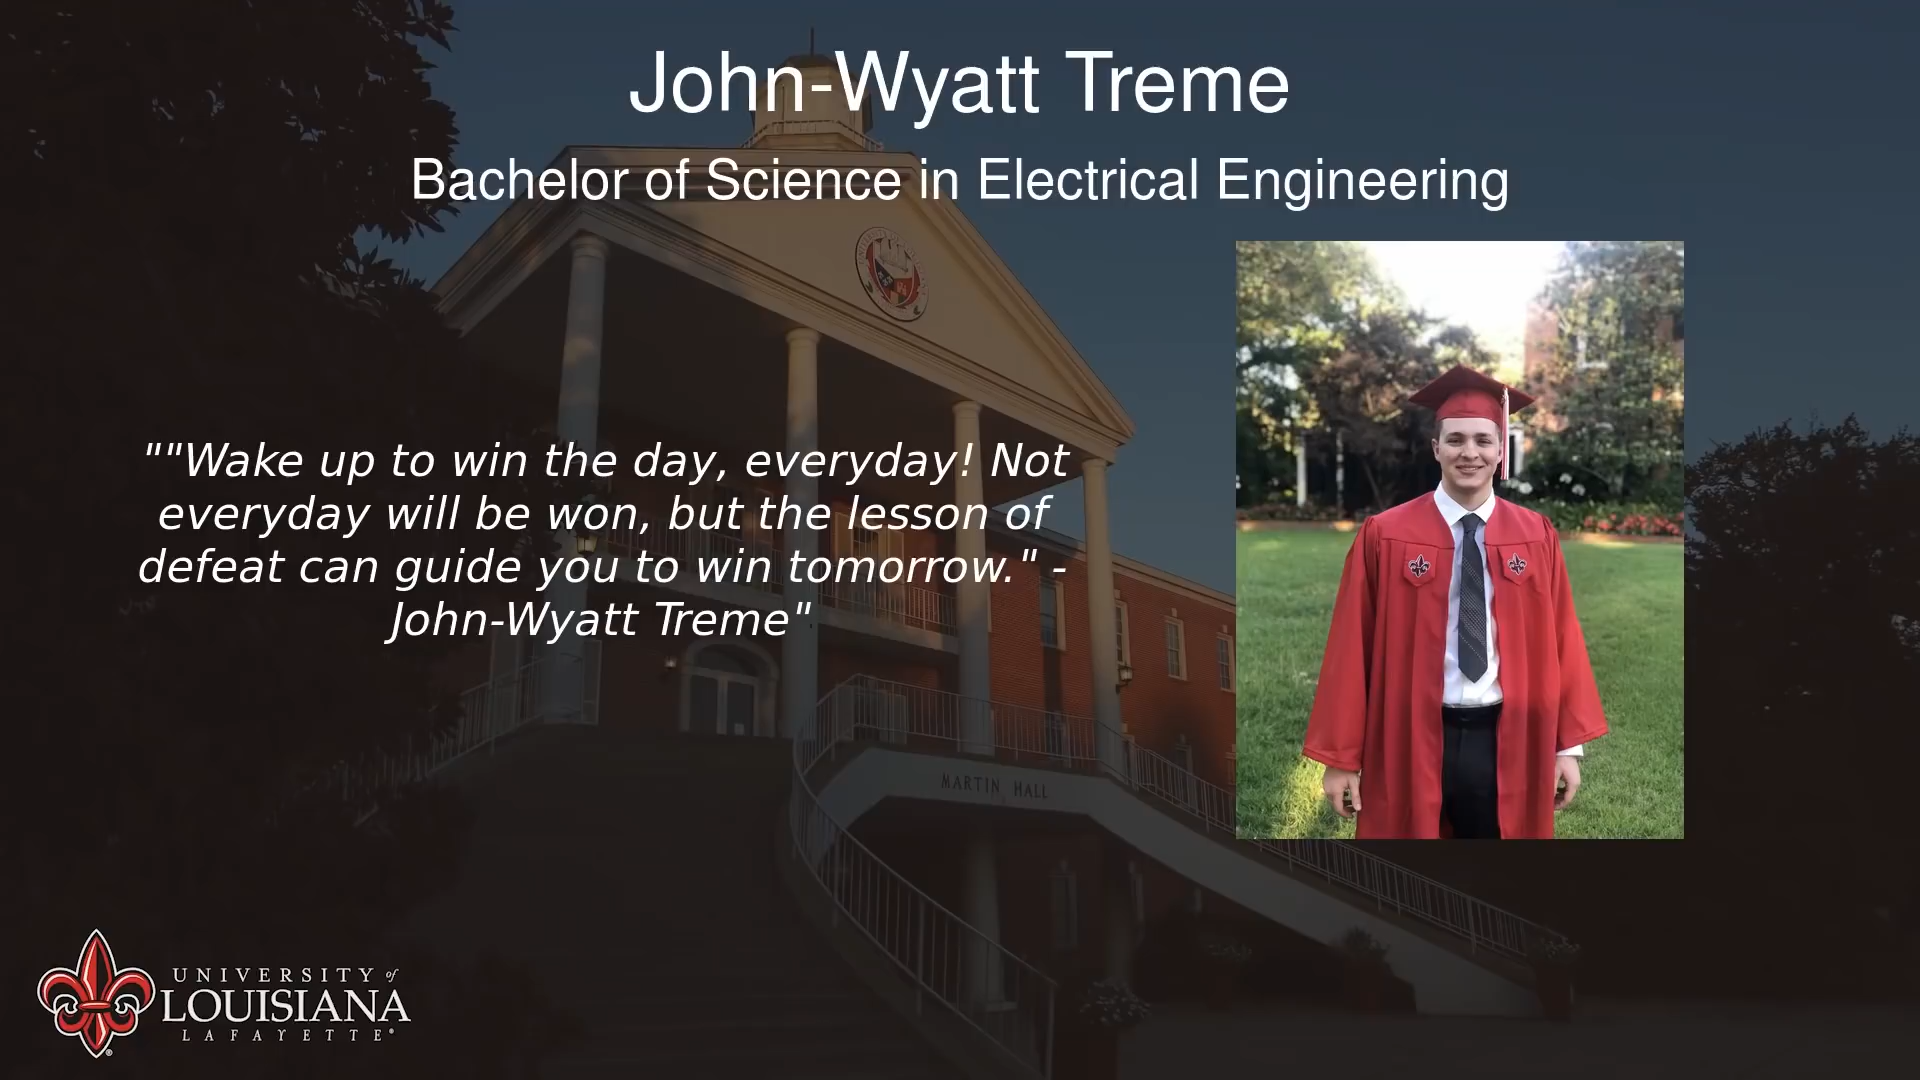 John-Wyatt Treme
Bachelor of Science in Electrical Engineering
""Wake up to win the day, everyday! Not
everyday will be won, but the lesson of
defeat can guide you to win tomorrow." -
John-Wyatt Treme"
MARTIN HALL
UNIVERSITY of
LOUISIANA
LAFAYETTE®
®